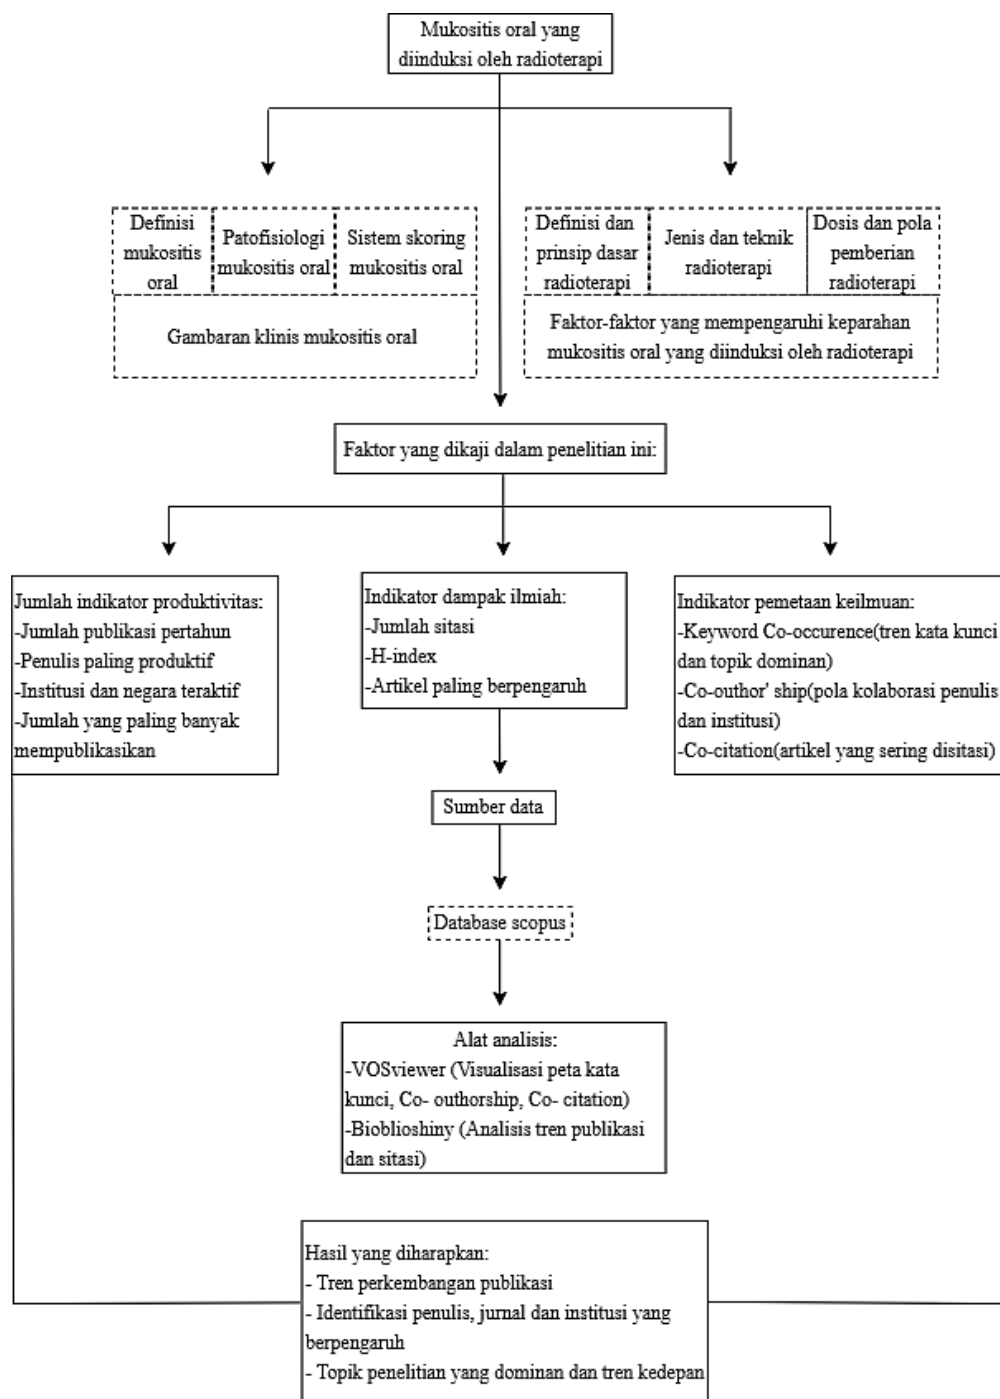 Mukositis oral yang
diinduksi oleh radioterapi
Definisi
mukositis
oral
Patofisiologi
mukositis oral
Sistem skoring
mukositis oral
Gambaran klinis mukositis oral
Definisi dan
prinsip dasar
radioterapi
Jenis dan teknik
radioterapi
Dosis dan pola
pemberian
radioterapi
Faktor-faktor yang mempengaruhi keparahan
mukositis oral yang diinduksi oleh radioterapi
Faktor yang dikaji dalam penelitian ini:
Jumlah indikator produktivitas:
-Jumlah publikasi pertahun
-Penulis paling produktif
-Institusi dan negara teraktif
-Jumlah yang paling banyak
mempublikasikan
Indikator dampak ilmiah:
-Jumlah sitasi
-H-index
-Artikel paling berpengaruh
Indikator pemetaan keilmuan:
-Keyword Co-occurence(tren kata kunci
dan topik dominan)
-Co-outhor' ship(pola kolaborasi penulis
dan institusi)
-Co-citation(artikel yang sering disitasi)
Sumber data
Database scopus
Alat analisis:
-VOSviewer (Visualisasi peta kata
kunci, Co- outhorship, Co- citation)
-Bioblioshiny (Analisis tren publikasi
dan sitasi)
Hasil yang diharapkan:
- Tren perkembangan publikasi
- Identifikasi penulis, jurnal dan institusi yang
berpengaruh
- Topik penelitian yang dominan dan tren kedepan